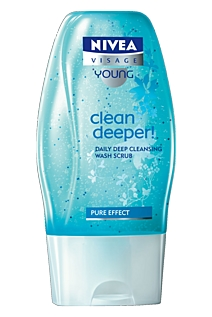 NIVEA
VISAGE
YOUNG
clean
deeper!
DAILY DEEP CLEANSING
WASH SCRUB
PURE EFFECT